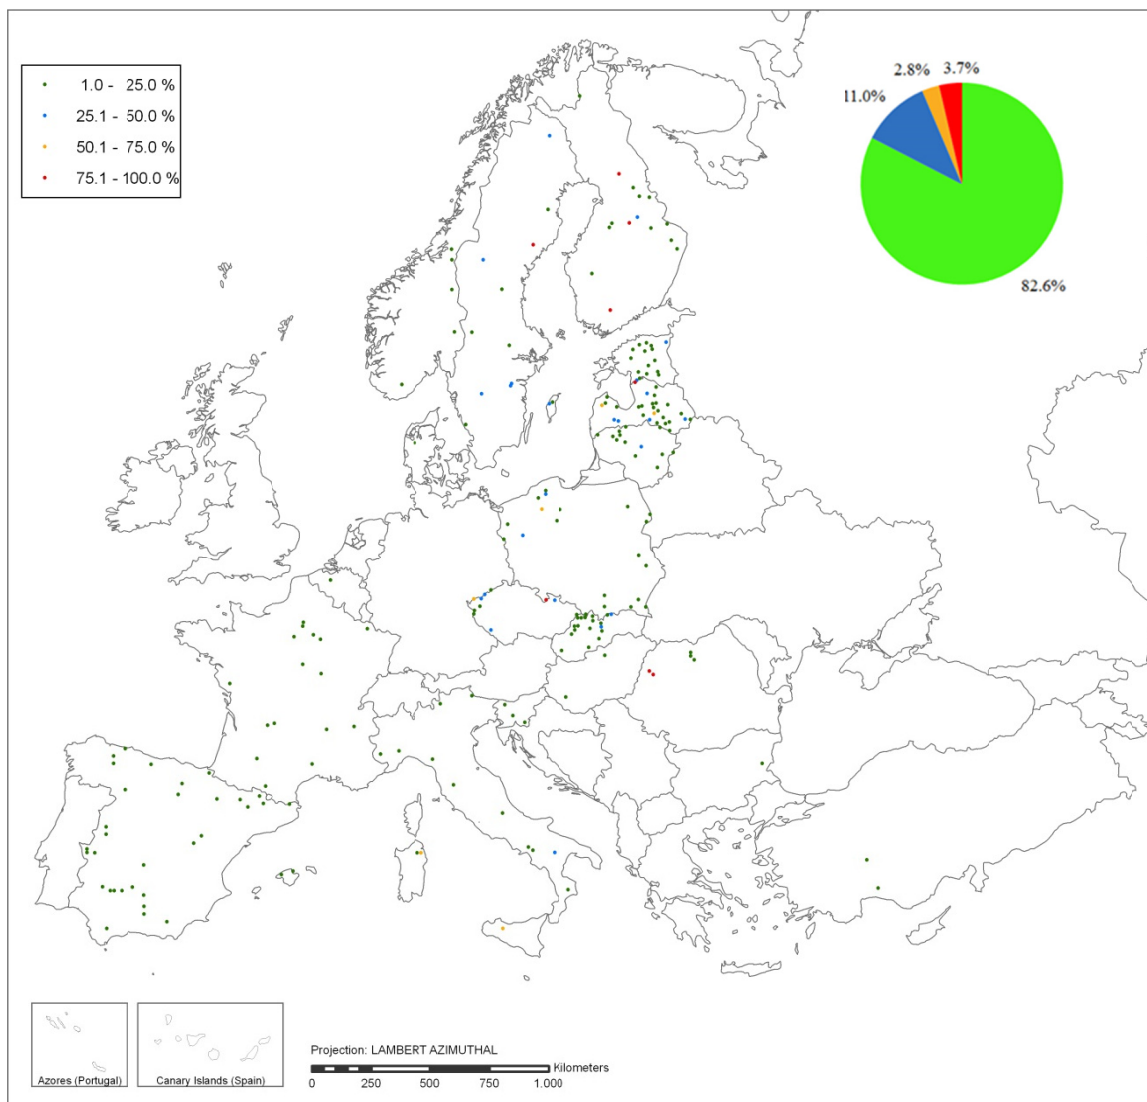 1.0 - 25.0 %
25.1 - 50.0 %
50.1 - 75.0 %
75.1 - 100.0 %
2.8%
3.7%
11.0%
82.6%
Projection: LAMBERT AZIMUTHAL
Kilometers
0 250 500 750 1.000
Azores (Portugal)
Canary Islands (Spain)